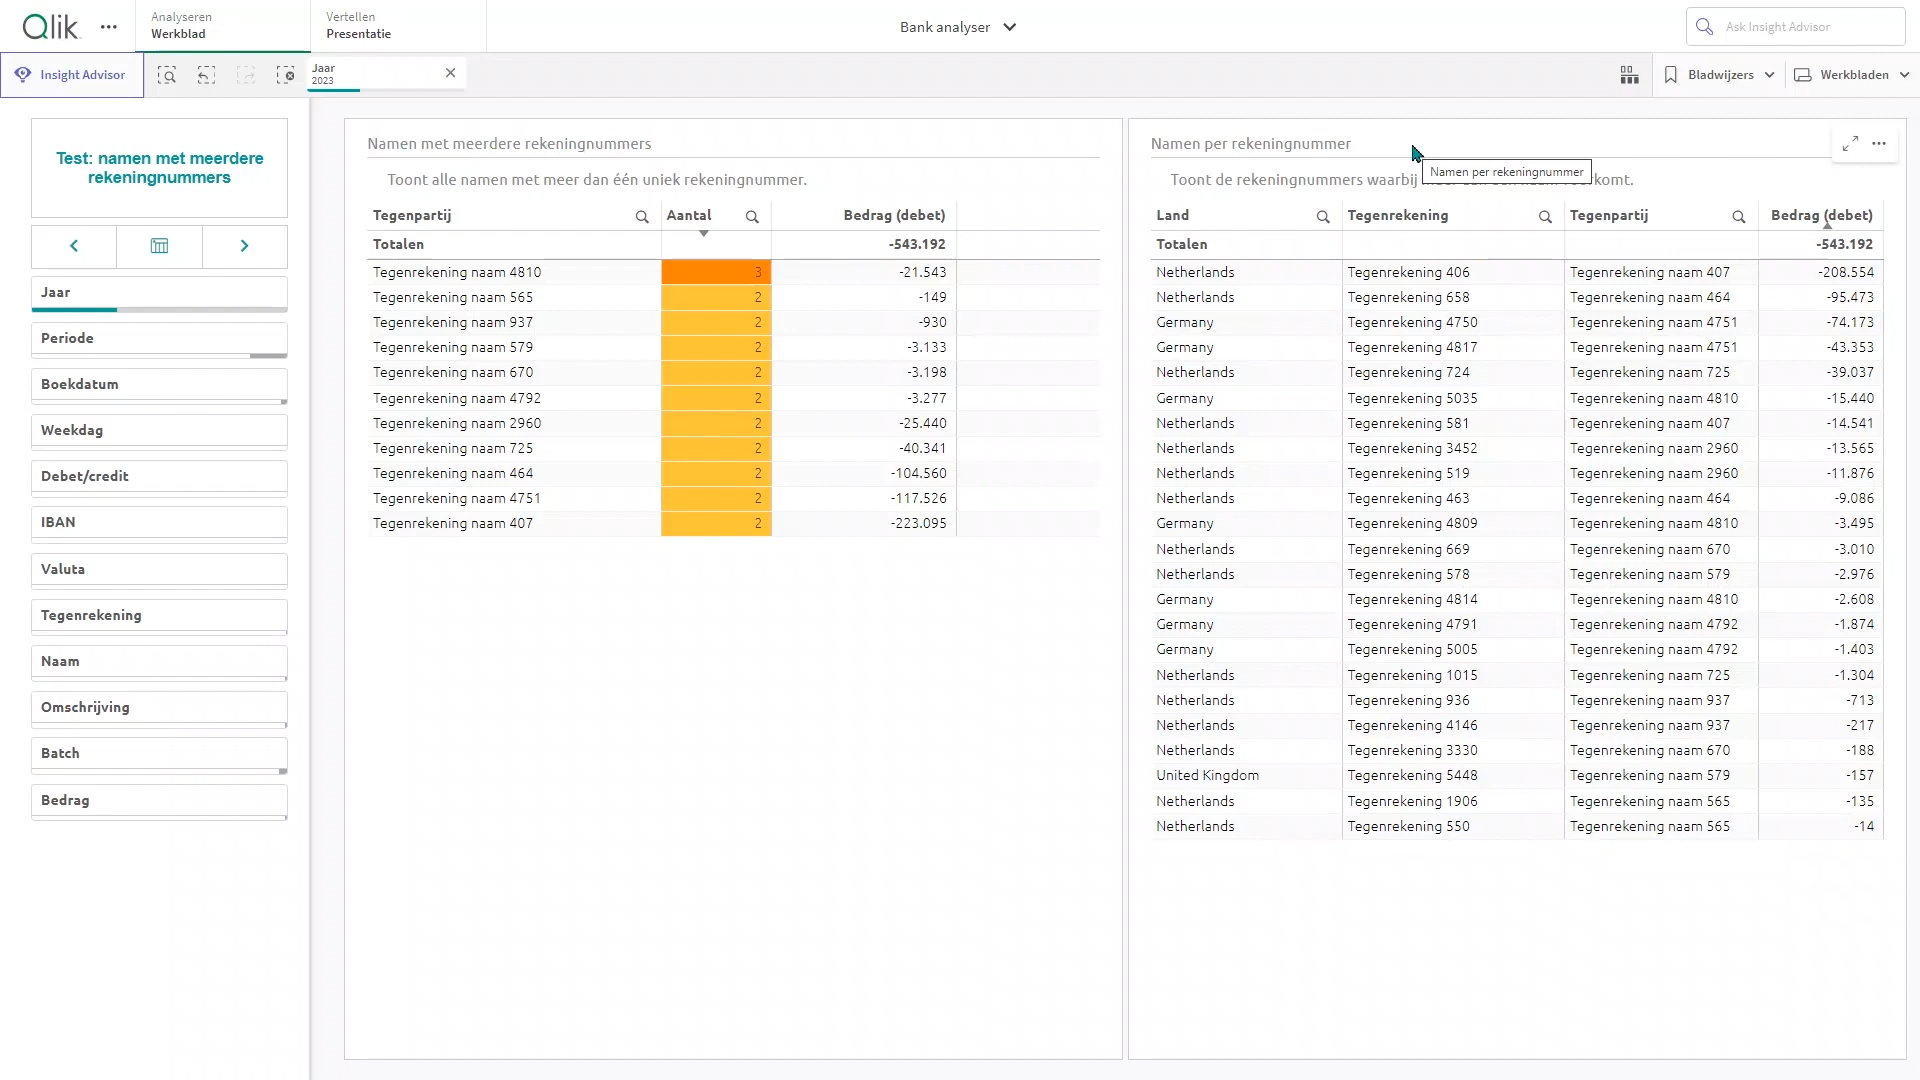 Qlik
Analyseren
Werkblad
Vertellen
Presentatie
Bank analyser
Ask Insight Advisor
Insight Advisor
Jaar
2023
Bladwijzers
Werkbladen
Test: namen met meerdere
rekeningnummers
Jaar
Periode
Boekdatum
Weekdag
Debet/credit
IBAN
Valuta
Tegenrekening
Naam
Omschrijving
Batch
Bedrag
Namen met meerdere rekeningnummers
Toont alle namen met meer dan één uniek rekeningnummer.
Tegenpartij Aantal Bedrag (debet)
Totalen -543.192
Tegenrekening naam 4810 3 -21.543
Tegenrekening naam 565 2 -149
Tegenrekening naam 937 2 -930
Tegenrekening naam 579 2 -3.133
Tegenrekening naam 670 2 -3.198
Tegenrekening naam 4792 2 -3.277
Tegenrekening naam 2960 2 -25.440
Tegenrekening naam 725 2 -40.341
Tegenrekening naam 464 2 -104.560
Tegenrekening naam 4751 2 -117.526
Tegenrekening naam 407 2 -223.095
Namen per rekeningnummer
Namen per rekeningnummer
Toont de rekeningnummers waarbij komt.
Land Tegenrekening Tegenpartij Bedrag (debet)
Totalen -543.192
Netherlands Tegenrekening 406 Tegenrekening naam 407 -208.554
Netherlands Tegenrekening 658 Tegenrekening naam 464 -95.473
Germany Tegenrekening 4750 Tegenrekening naam 4751 -74.173
Germany Tegenrekening 4817 Tegenrekening naam 4751 -43.353
Netherlands Tegenrekening 724 Tegenrekening naam 725 -39.037
Germany Tegenrekening 5035 Tegenrekening naam 4810 -15.440
Netherlands Tegenrekening 581 Tegenrekening naam 407 -14.541
Netherlands Tegenrekening 3452 Tegenrekening naam 2960 -13.565
Netherlands Tegenrekening 519 Tegenrekening naam 2960 -11.876
Netherlands Tegenrekening 463 Tegenrekening naam 464 -9.086
Germany Tegenrekening 4809 Tegenrekening naam 4810 -3.495
Netherlands Tegenrekening 669 Tegenrekening naam 670 -3.010
Netherlands Tegenrekening 578 Tegenrekening naam 579 -2.976
Germany Tegenrekening 4814 Tegenrekening naam 4810 -2.608
Germany Tegenrekening 4791 Tegenrekening naam 4792 -1.874
Germany Tegenrekening 5005 Tegenrekening naam 4792 -1.403
Netherlands Tegenrekening 1015 Tegenrekening naam 725 -1.304
Netherlands Tegenrekening 936 Tegenrekening naam 937 -713
Netherlands Tegenrekening 4146 Tegenrekening naam 937 -217
Netherlands Tegenrekening 3330 Tegenrekening naam 670 -188
United Kingdom Tegenrekening 5448 Tegenrekening naam 579 -157
Netherlands Tegenrekening 1906 Tegenrekening naam 565 -135
Netherlands Tegenrekening 550 Tegenrekening naam 565 -14